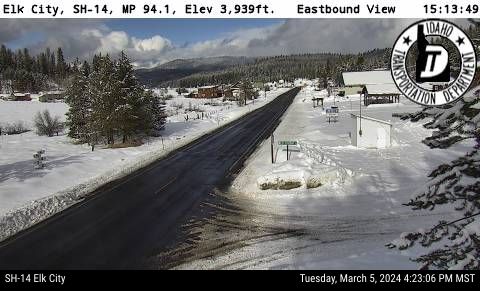 Elk City, SH-14, MP 94.1, Elev 3,939ft. Eastbound View 15:13:49
IDAHO
TRANSPORTATION DEPARTMENT
SH-14 Elk City Tuesday, March 5, 2024 4:23:06 PM MST